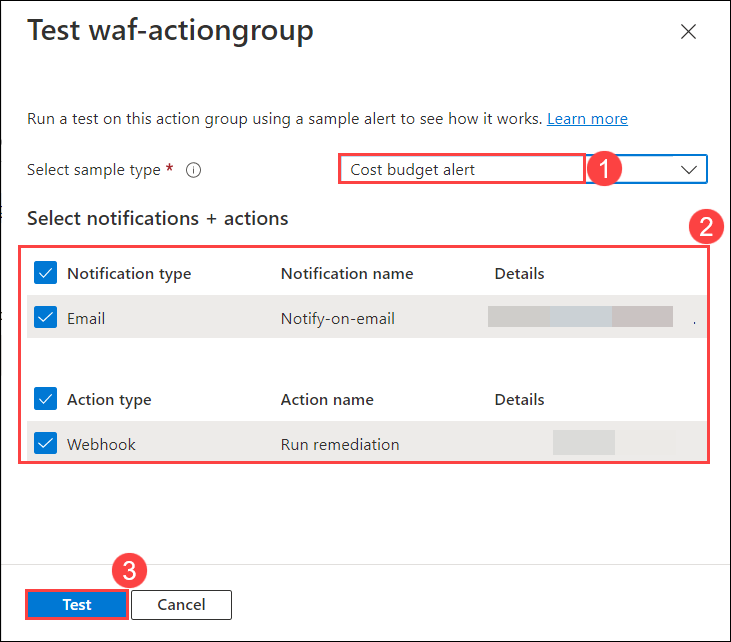 Test waf-actiongroup
Run a test on this action group using a sample alert to see how it works. Learn more
Select sample type * Cost budget alert 1
Select notifications + actions
2
Notification type Notification name Details
Email Notify-on-email .
Action type Action name Details
Webhook Run remediation
3
Test Cancel